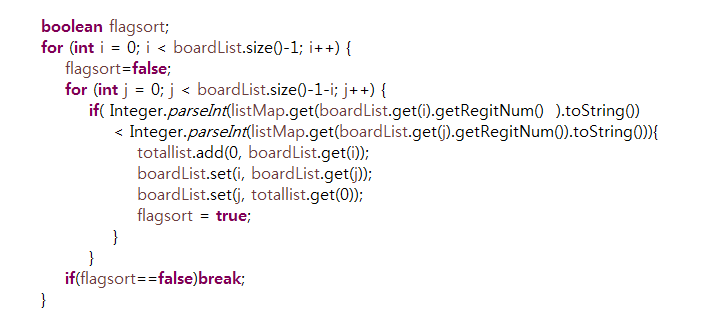 boolean flagsort;
for (int i = 0; i < boardList.size()-1; i++) {
flagsort=false;
for (int j = 0; j < boardList.size()-1-i; j++) {
if( Integer.parseInt(listMap.get(boardList.get(i).getRegitNum()  ).toString())
< Integer.parseInt(listMap.get(boardList.get(j).getRegitNum()).toString())){
totallist.add(0, boardList.get(i));
boardList.set(i, boardList.get(j));
boardList.set(j, totallist.get(0));
flagsort = true;
}
}
if(flagsort==false)break;
}